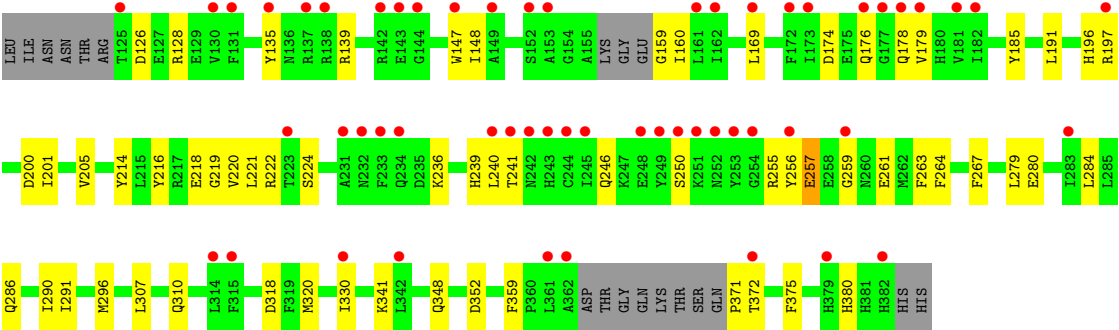 LEU ILE ASN ASN THR ARG T125 D126 E127 R128 E129 V130 F131 Y135 N136 R137 R138 R139 R142 E143 G144 W147 I148 A149 S152 A153 G154 A155 LYS GLY GLU G159 I160 L161 I162 L169 F172 I173 D174 E175 Q176 G177 Q178 V179 H180 V181 I182 Y185 L191 H196 R197
D200 I201 V205 Y214 L215 Y216 R217 E218 G219 V220 L221 R222 T223 S224 A231 N232 F233 Q234 D235 K236 H239 L240 T241 N242 H243 C244 I245 Q246 K247 E248 Y249 S250 K251 N252 Y253 G254 R255 Y256 E257 E258 G259 N260 E261 M262 F263 F264 F267 L279 E280 I283 L284 L285
Q286 I290 I291 M296 L307 Q310 L314 F315 D318 F319 M320 I330 K341 L342 Q348 D352 F359 P360 L361 A362 ASP THR GLY GLN LYS THR SER GLN P371 T372 F375 H379 H380 H381 H382 HIS HIS